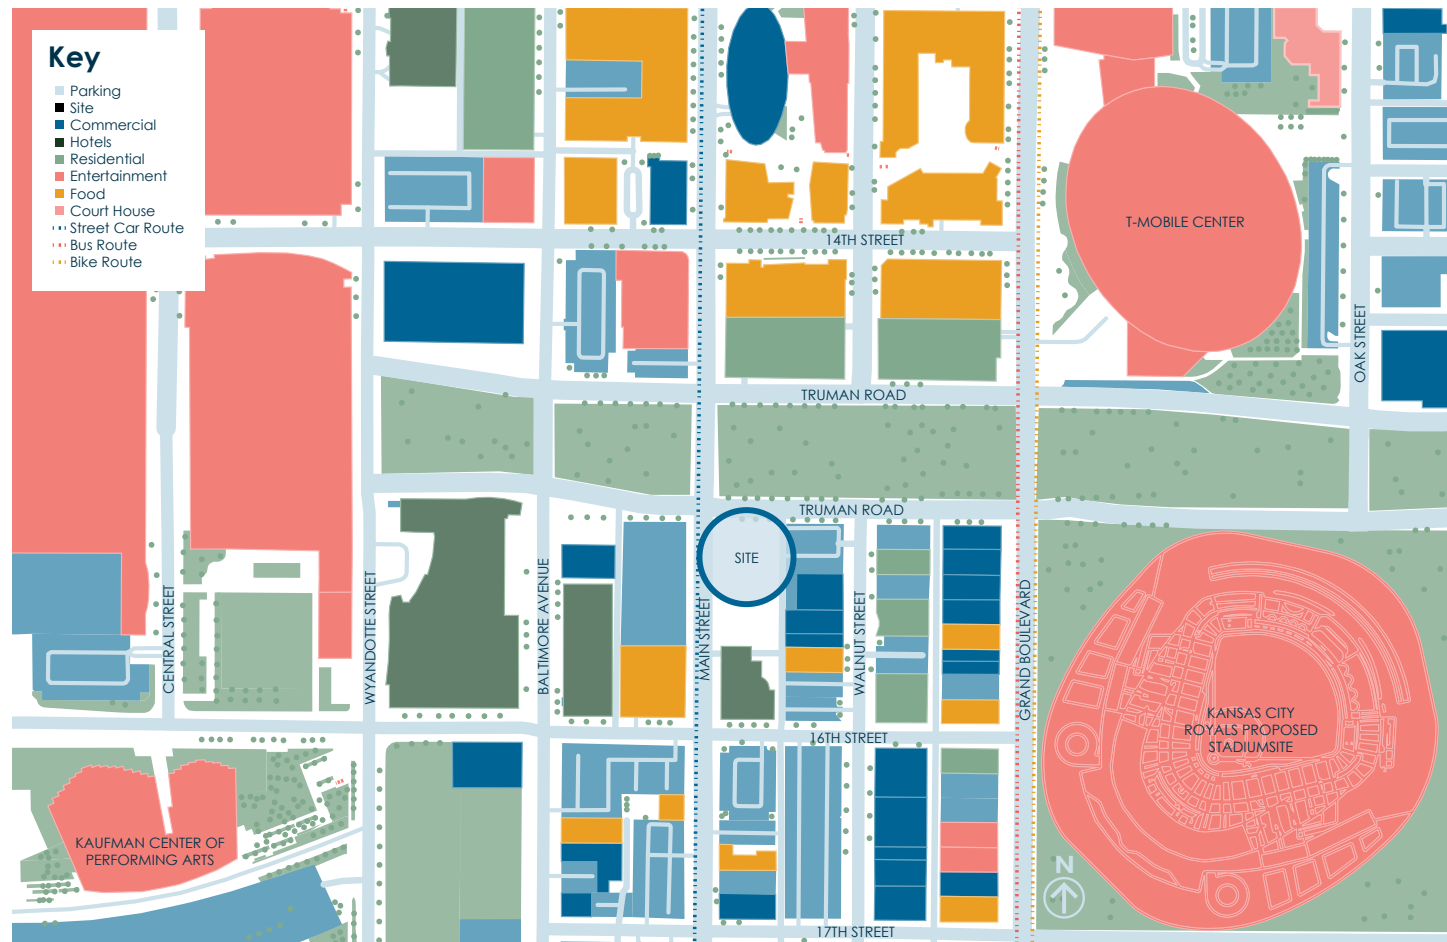 Key
Parking
Site
Commercial
Hotels
Residential
Entertainment
Food
Court House
Street Car Route
Bus Route
Bike Route
14TH STREET
T-MOBILE CENTER
OAK STREET
TRUMAN ROAD
TRUMAN ROAD
SITE
CENTRAL STREET
WYANDOTTE STREET
BALTIMORE AVENUE
MAIN STREET
WALNUT STREET
GRAND BOULEVARD
KANSAS CITY
ROYALS PROPOSED
STADIUMSITE
16TH STREET
KAUFMAN CENTER OF
PERFORMING ARTS
N
17TH STREET